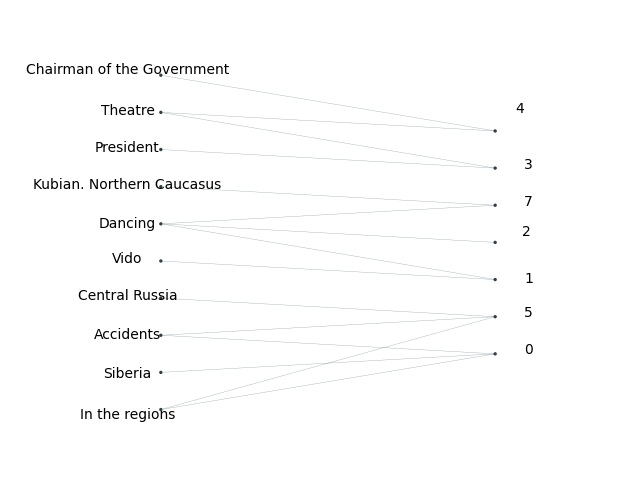 Chairman of the Government
Theatre
President
Kubian. Northern Caucasus
Dancing
Vido
Central Russia
Accidents
Siberia
In the regions
4
3
7
2
1
5
0